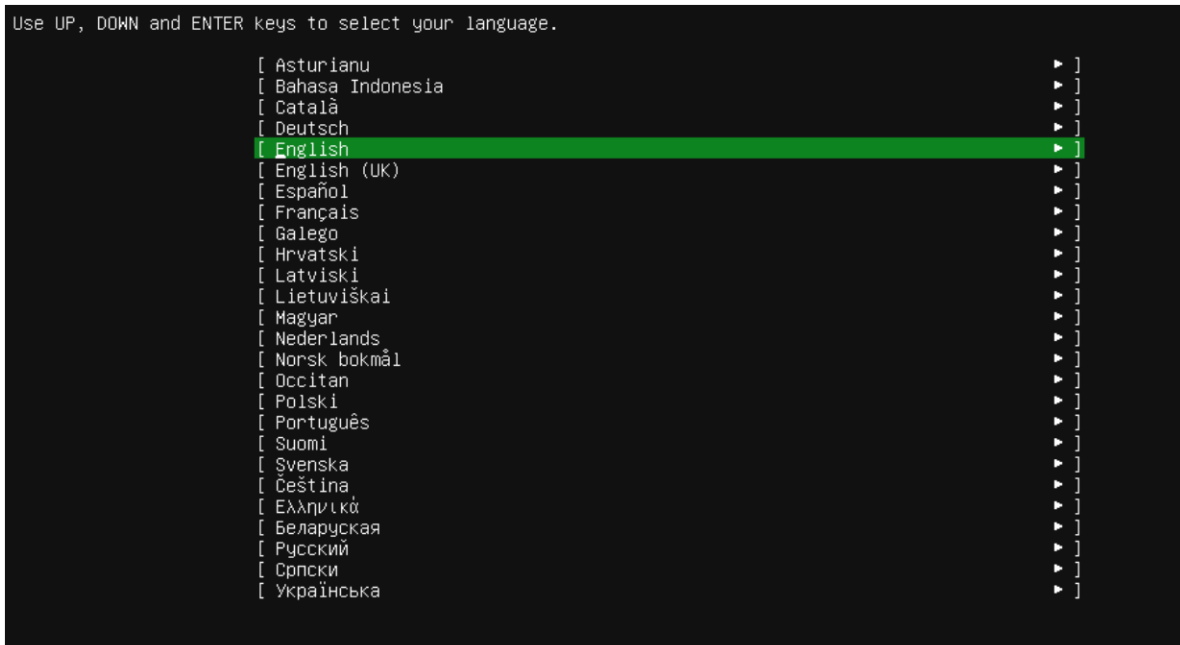 Use UP, DOWN and ENTER keys to select your language.
[ Asturianu ► ]
[ Bahasa Indonesia ► ]
[ Català ► ]
[ Deutsch ► ]
[ English ► ]
[ English (UK) ► ]
[ Español ► ]
[ Français ► ]
[ Galego ► ]
[ Hrvatski ► ]
[ Latviski ► ]
[ Lietuviškai ► ]
[ Magyar ► ]
[ Nederlands ► ]
[ Norsk bokmål ► ]
[ Occitan ► ]
[ Polski ► ]
[ Português ► ]
[ Suomi ► ]
[ Svenska ► ]
[ Čeština ► ]
[ Ελληνικά ► ]
[ Беларуская ► ]
[ Русский ► ]
[ Српски ► ]
[ Українська ► ]